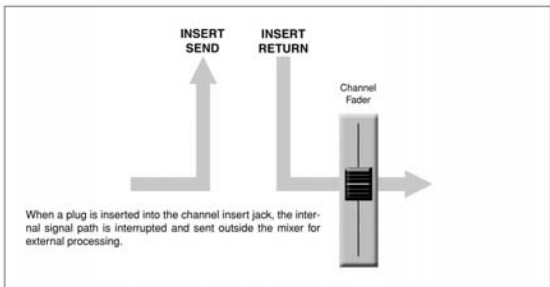 INSERT
SEND
INSERT
RETURN
Channel
Fader
When a plug is inserted into the channel insert jack, the inter-
nal signal path is interrupted and sent outside the mixer for
external processing.